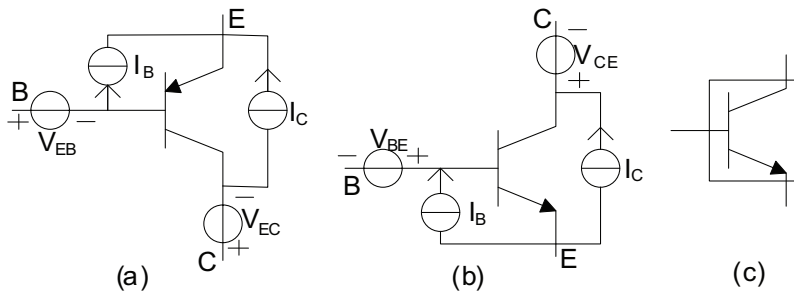 E
I_B
B
+ −
V_EB
I_C
−
V_EC
+
C
(a)
C
−
V_CE
+
V_BE
− +
B
I_B
I_C
E
(b)
(c)